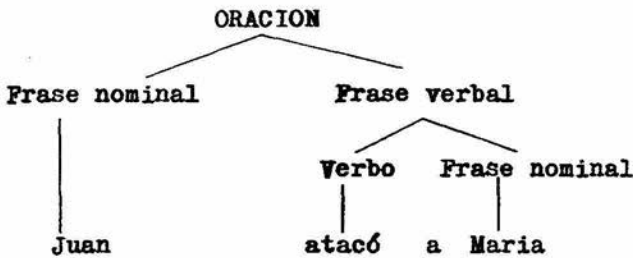 ORACION
Frase nominal Frase verbal
Verbo Frase nominal
Juan atacó a Maria